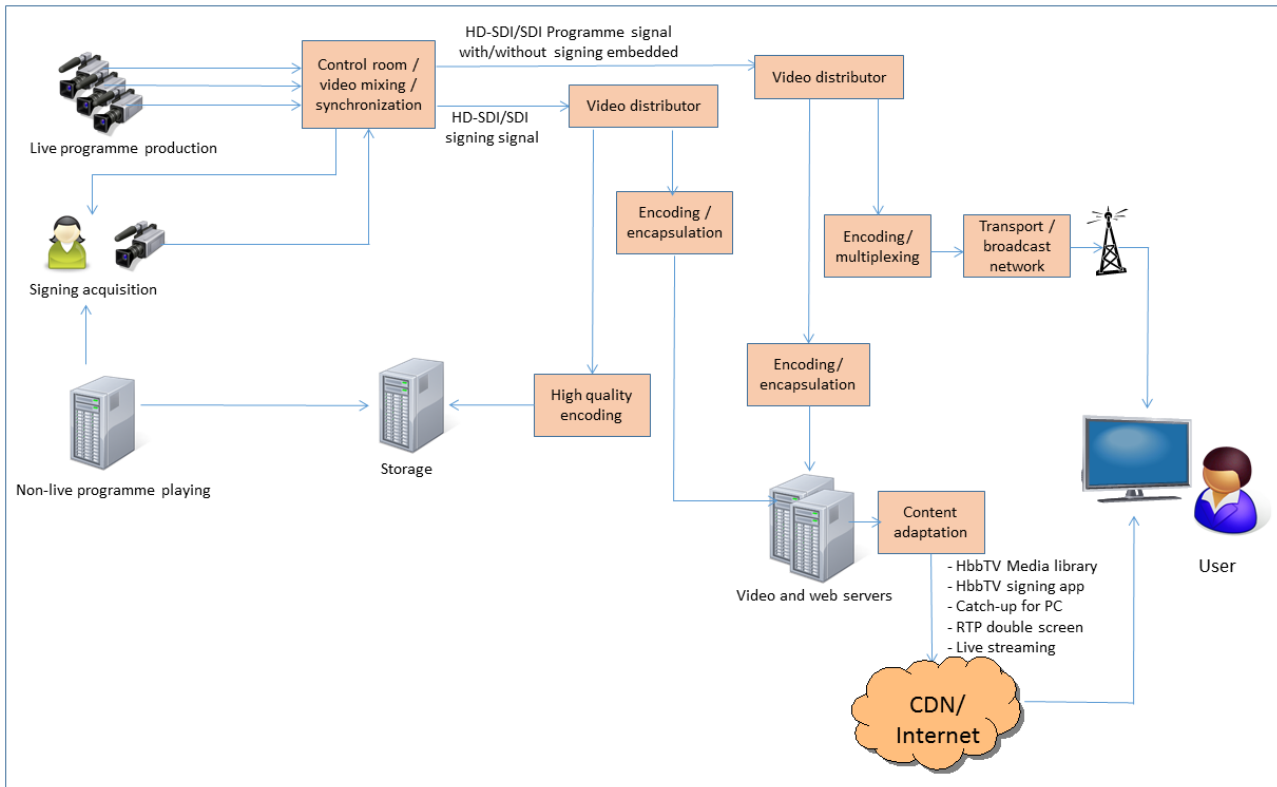 HD-SDI/SDI Programme signal
with/without signing embedded
Control room /
video mixing /
synchronization
Video distributor
Video distributor
HD-SDI/SDI
signing signal
Live programme production
Encoding /
encapsulation
Encoding/
multiplexing
Transport /
broadcast
network
Signing acquisition
Encoding/
encapsulation
High quality
encoding
Storage
Non-live programme playing
Content
adaptation
Video and web servers
User
- HbbTV Media library
- HbbTV signing app
- Catch-up for PC
- RTP double screen
- Live streaming
CDN/
Internet